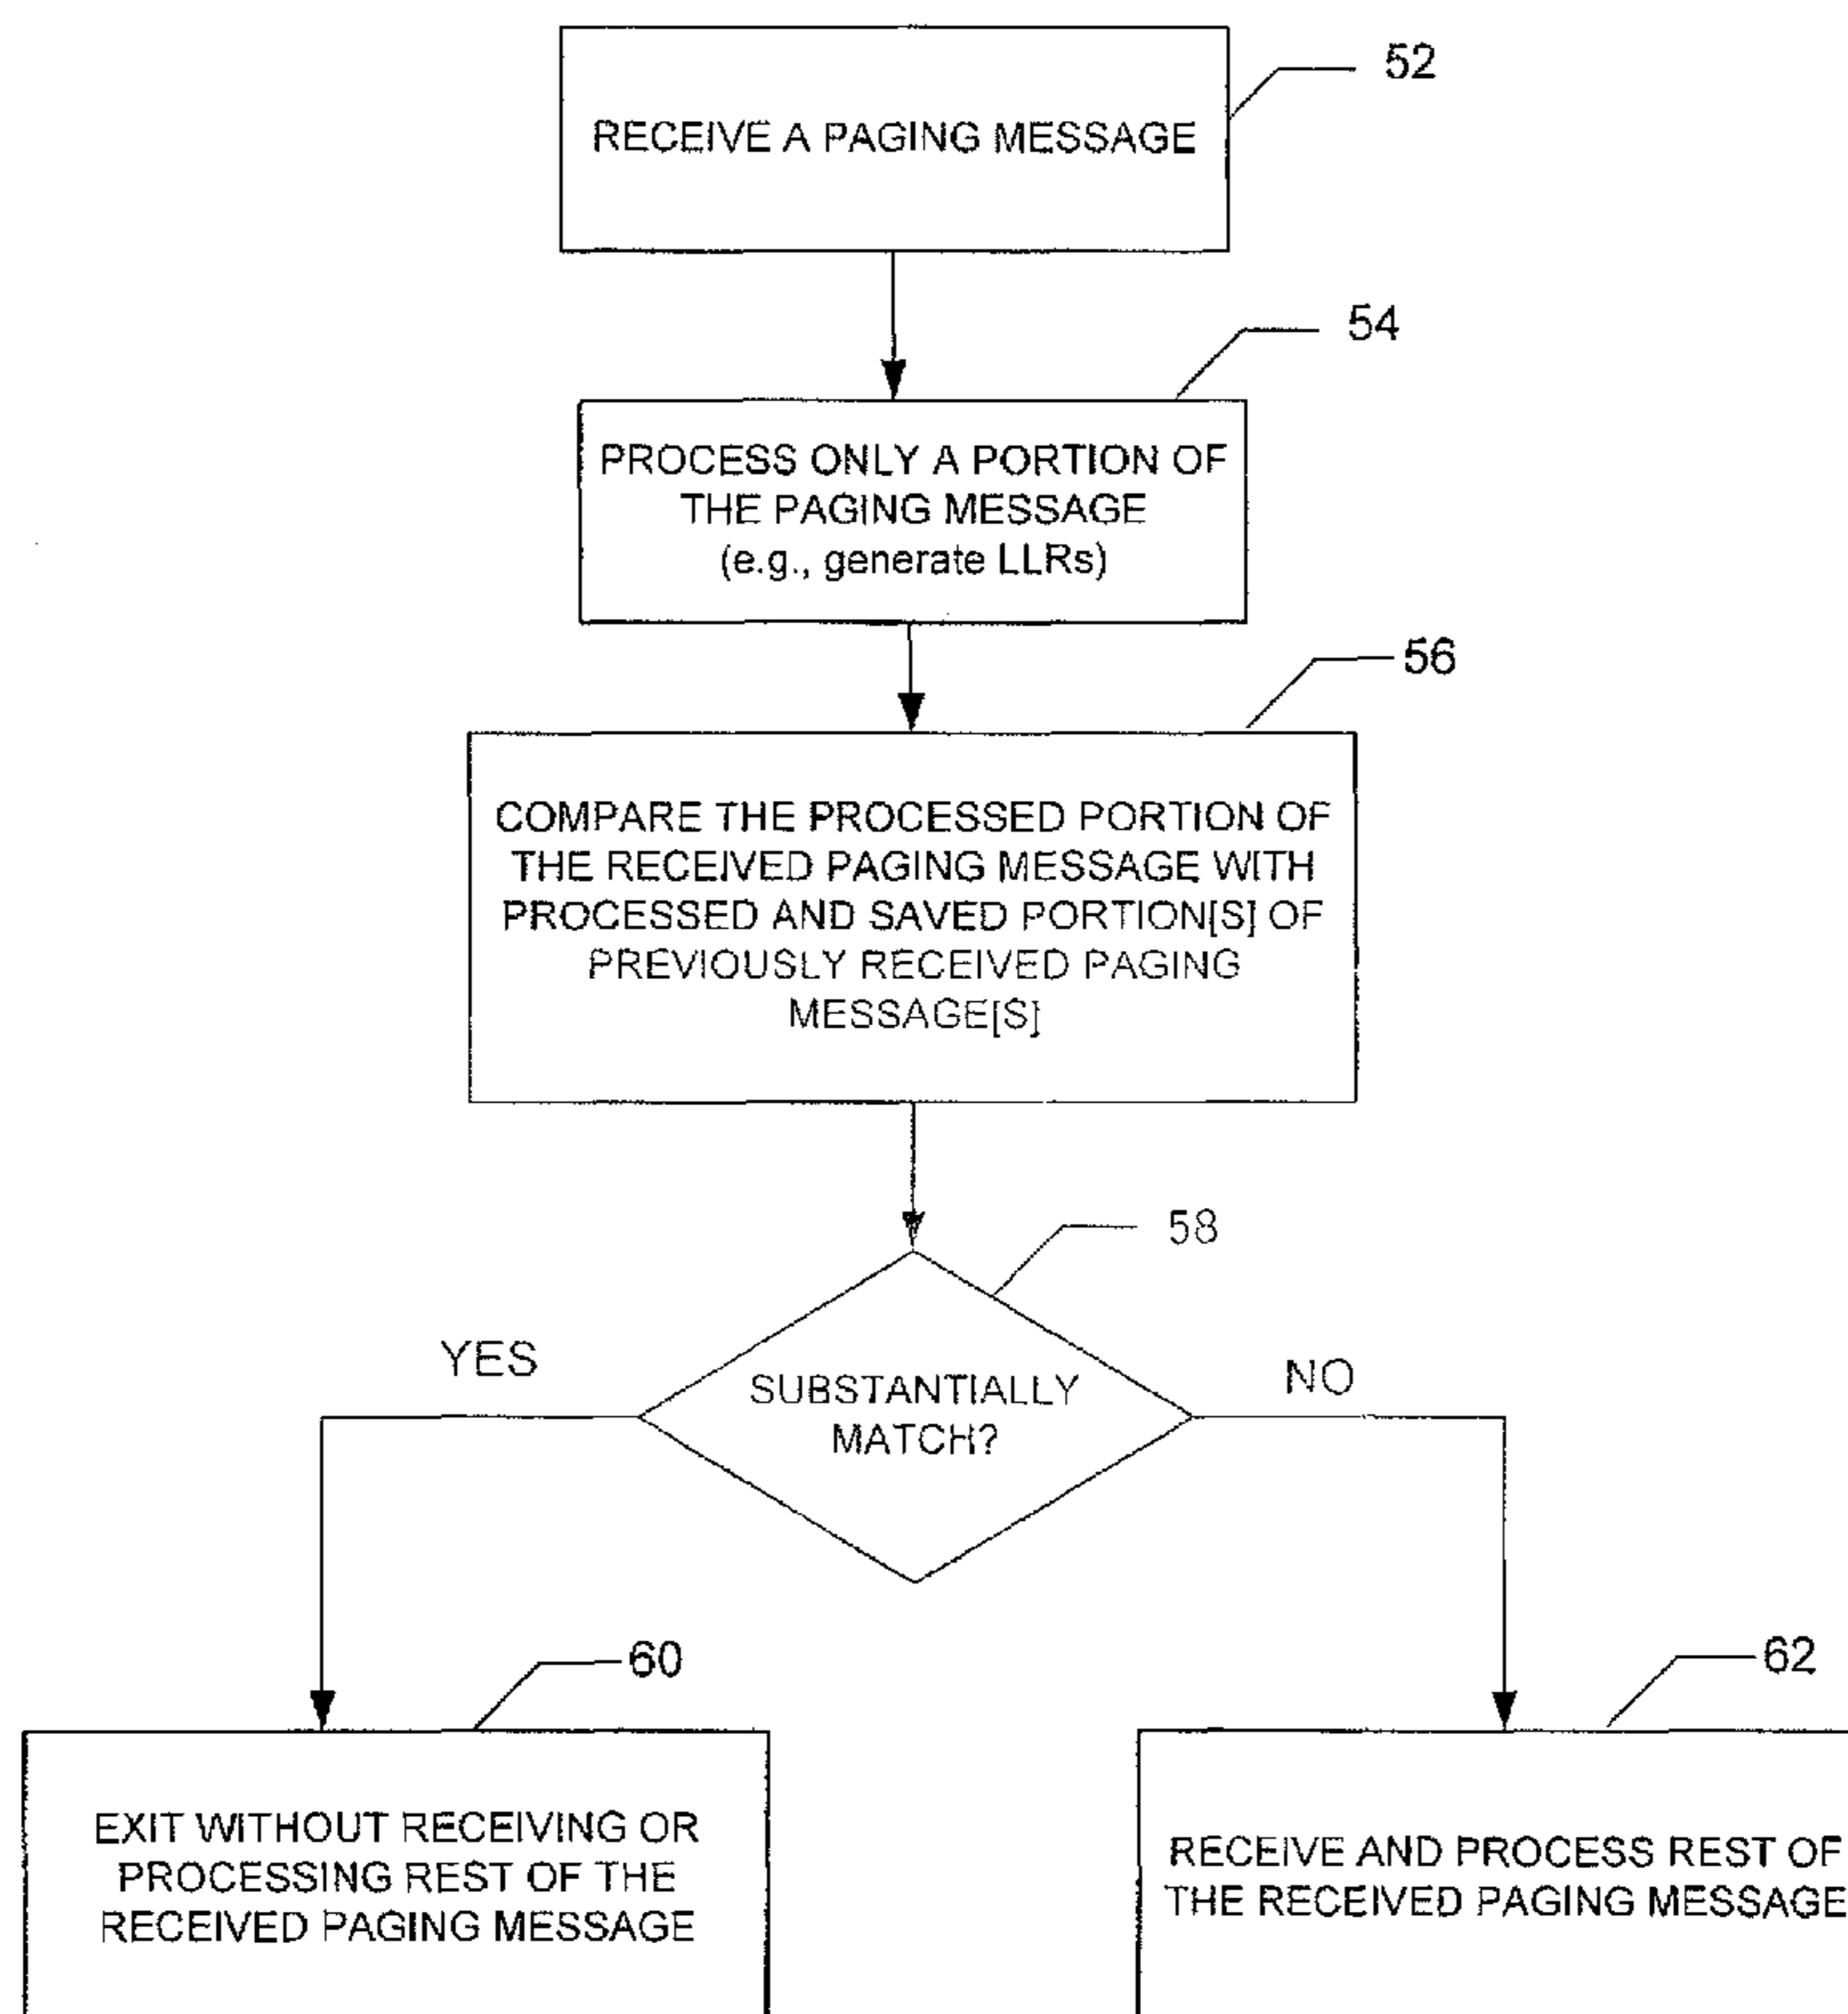 52
RECEIVE A PAGING MESSAGE
54
PROCESS ONLY A PORTION OF
THE PAGING MESSAGE
(e.g., generate LLRs)
56
COMPARE THE PROCESSED PORTION OF
THE RECEIVED PAGING MESSAGE WITH
PROCESSED AND SAVED PORTION[S] OF
PREVIOUSLY RECEIVED PAGING
MESSAGE[S]
58
YES
SUBSTANTIALLY
MATCH?
NO
60
62
EXIT WITHOUT RECEIVING OR
PROCESSING REST OF THE
RECEIVED PAGING MESSAGE
RECEIVE AND PROCESS REST OF
THE RECEIVED PAGING MESSAGE